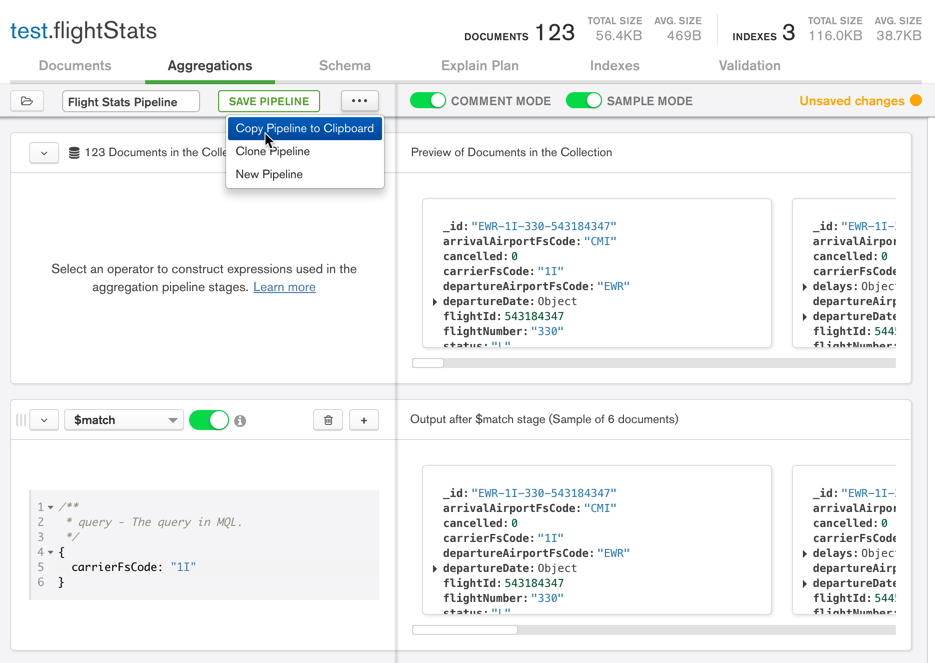 test.flightStats
DOCUMENTS 123 TOTAL SIZE 56.4KB AVG. SIZE 469B INDEXES 3 TOTAL SIZE 116.0KB AVG. SIZE 38.7KB
Documents Aggregations Schema Explain Plan Indexes Validation
Flight Stats Pipeline SAVE PIPELINE ••• COMMENT MODE SAMPLE MODE Unsaved changes
Copy Pipeline to Clipboard
Clone Pipeline
New Pipeline
123 Documents in the Colle
Preview of Documents in the Collection
Select an operator to construct expressions used in the
aggregation pipeline stages. Learn more
_id: "EWR-1I-330-543184347"
arrivalAirportFsCode: "CMI"
cancelled: 0
carrierFsCode: "1I"
departureAirportFsCode: "EWR"
departureDate: Object
flightId: 543184347
flightNumber: "330"
status: "L"
_id: "EWR-1I-
arrivalAirpor
cancelled: 0
carrierFsCode
delays: Objec
departureAirp
departureDate
flightId: 544
flightNumber:
$match
Output after $match stage (Sample of 6 documents)
1 /**
2 * query - The query in MQL.
3 */
4 {
5 carrierFsCode: "1I"
6 }
_id: "EWR-1I-330-543184347"
arrivalAirportFsCode: "CMI"
cancelled: 0
carrierFsCode: "1I"
departureAirportFsCode: "EWR"
departureDate: Object
flightId: 543184347
flightNumber: "330"
status: "L"
_id: "EWR-1I-
arrivalAirpor
cancelled: 0
carrierFsCode
delays: Objec
departureAirp
departureDate
flightId: 544
flightNumber: